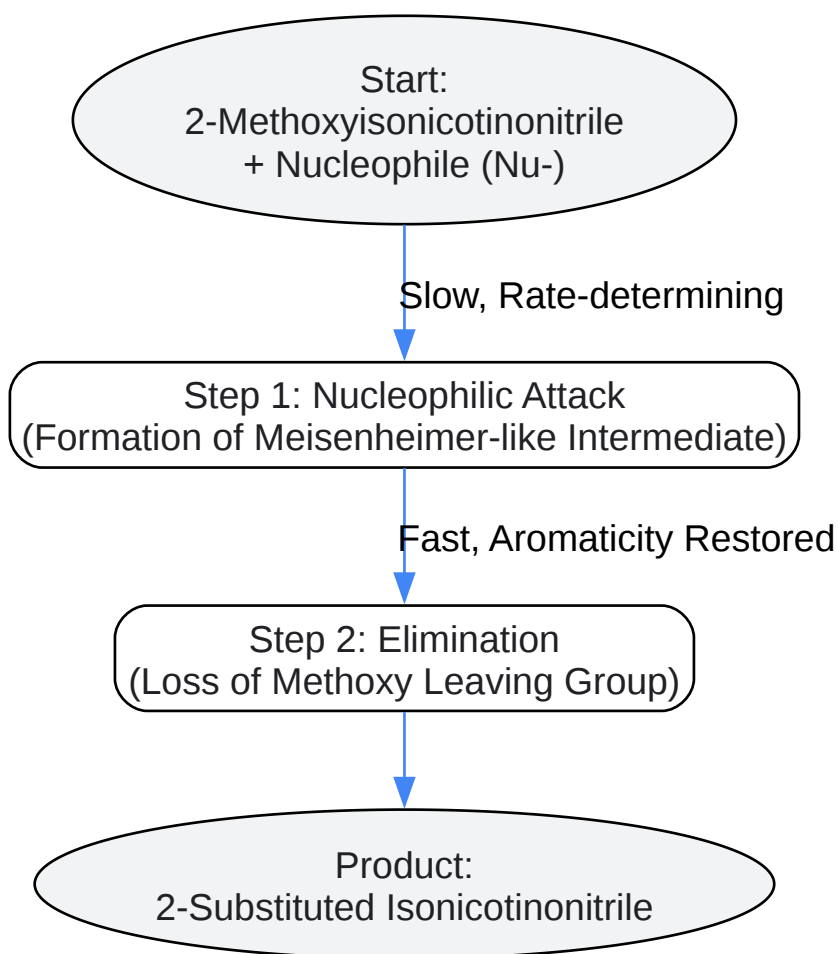 Start:
2-Methoxyisonicotinonitrile
+ Nucleophile (Nu-)
Slow, Rate-determining
Step 1: Nucleophilic Attack
(Formation of Meisenheimer-like Intermediate)
Fast, Aromaticity Restored
Step 2: Elimination
(Loss of Methoxy Leaving Group)
Product:
2-Substituted Isonicotinonitrile